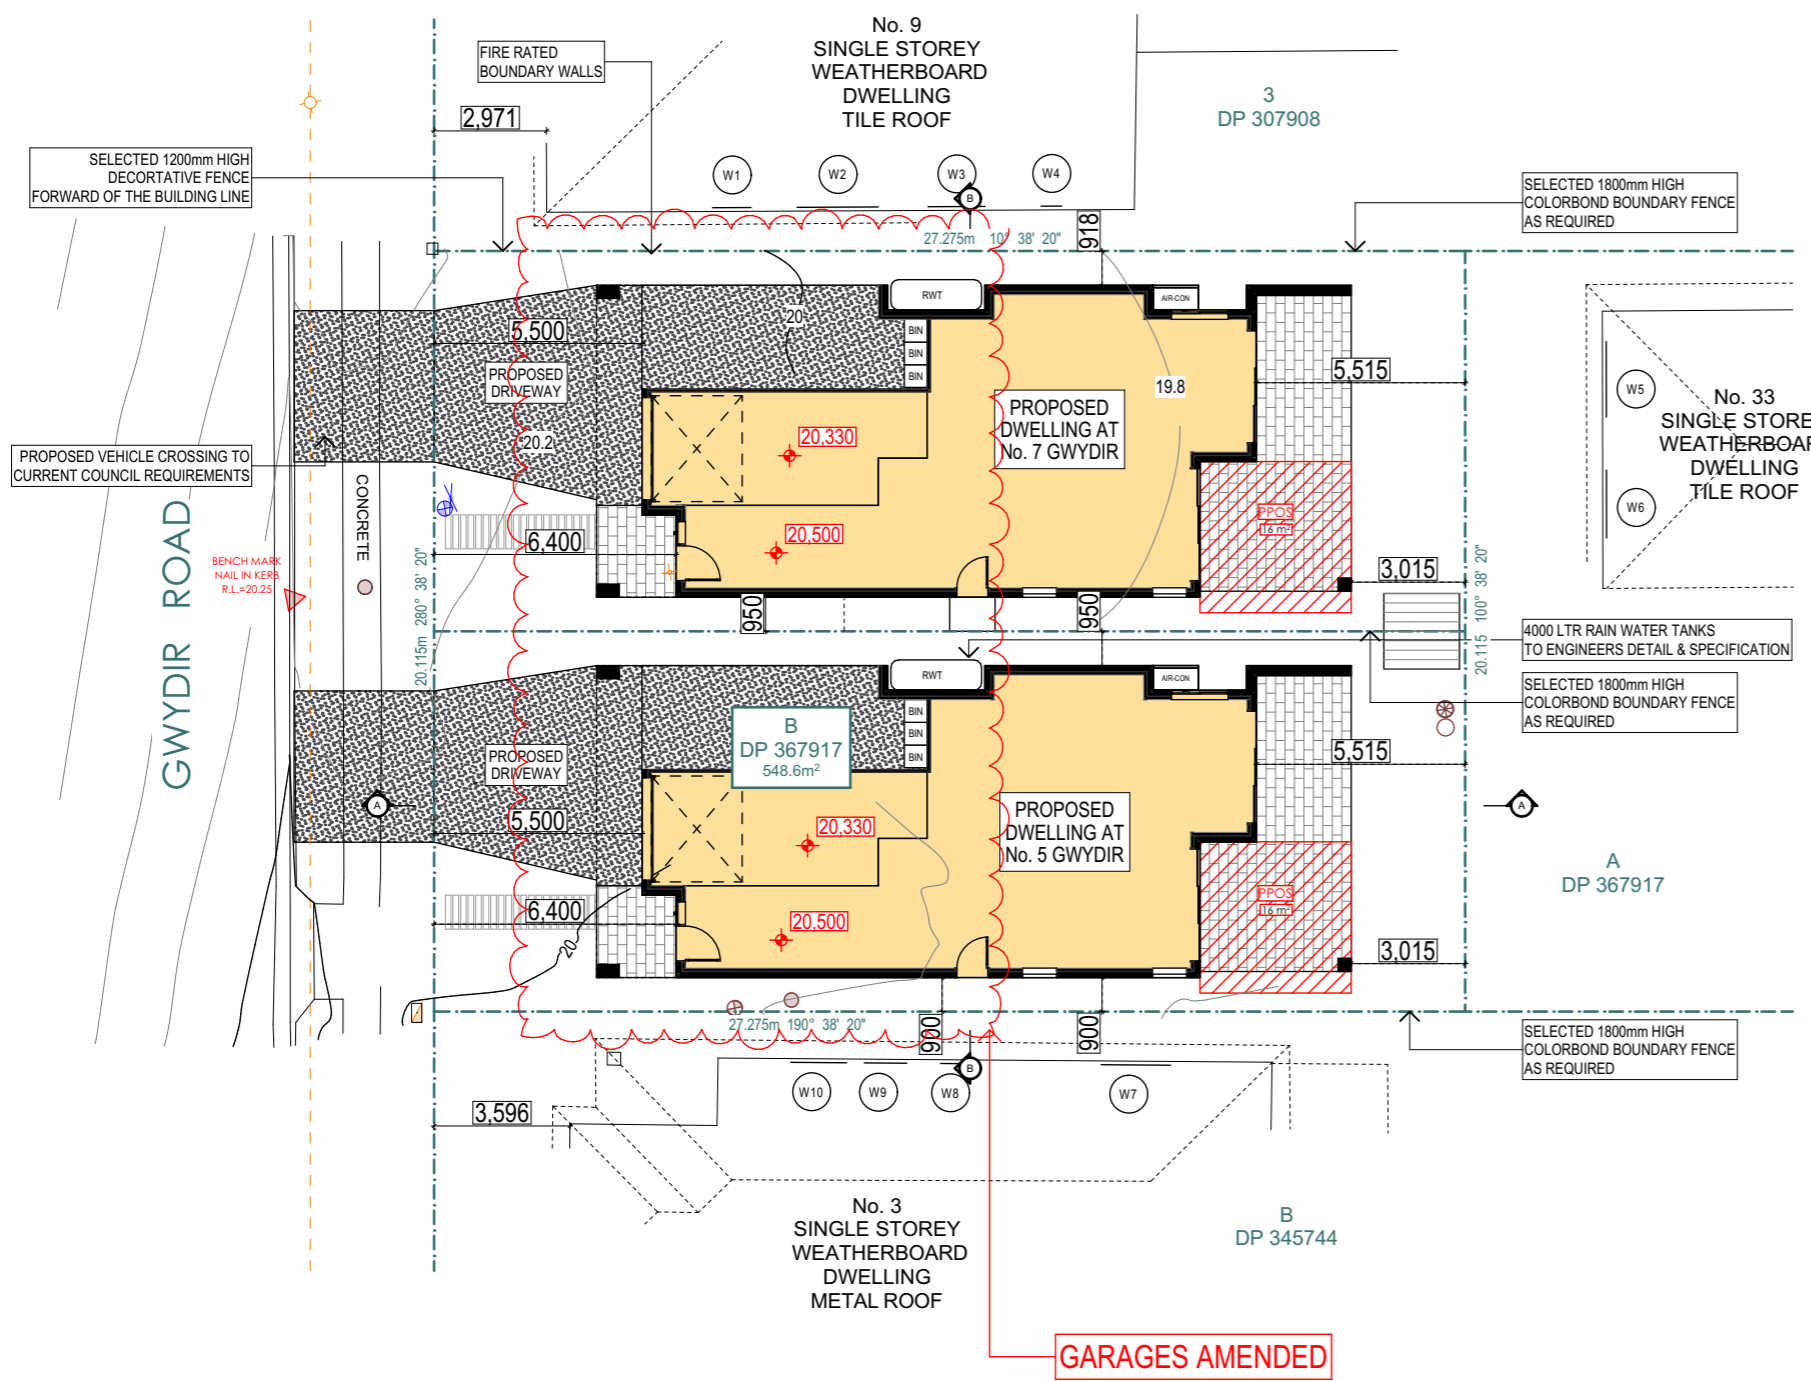 No. 9
SINGLE STOREY
WEATHERBOARD
DWELLING
TILE ROOF
FIRE RATED
BOUNDARY WALLS
2,971
3
DP 307908
SELECTED 1200mm HIGH
DECORTATIVE FENCE
FORWARD OF THE BUILDING LINE
W1
W2
W3
W4
B
SELECTED 1800mm HIGH
COLORBOND BOUNDARY FENCE
AS REQUIRED
27.275m 10° 38' 20"
918
RWT
AIR-CON
20
5,500
BIN
BIN
BIN
PROPOSED
DRIVEWAY
5,515
19.8
W5
No. 33
SINGLE STORE
WEATHERBOAR
DWELLING
TILE ROOF
W6
PROPOSED
DWELLING AT
No. 7 GWYDIR
20.2
20,330
PROPOSED VEHICLE CROSSING TO
CURRENT COUNCIL REQUIREMENTS
CONCRETE
GWYDIR ROAD
PPOS
16 m²
20,500
6,400
BENCH MARK
NAIL IN KERB
R.L.=20.25
20.115m 280° 38' 20"
3,015
20.115 100° 38' 20"
950
950
4000 LTR RAIN WATER TANKS
TO ENGINEERS DETAIL & SPECIFICATION
RWT
AIR-CON
SELECTED 1800mm HIGH
COLORBOND BOUNDARY FENCE
AS REQUIRED
B
DP 367917
548.6m²
BIN
BIN
BIN
PROPOSED
DRIVEWAY
5,515
A
A
5,500
20,330
PROPOSED
DWELLING AT
No. 5 GWYDIR
A
DP 367917
PPOS
16 m²
6,400
20,500
20
3,015
27.275m 190° 38' 20"
900
900
SELECTED 1800mm HIGH
COLORBOND BOUNDARY FENCE
AS REQUIRED
B
W10
W9
W8
W7
3,596
No. 3
SINGLE STOREY
WEATHERBOARD
DWELLING
METAL ROOF
B
DP 345744
GARAGES AMENDED